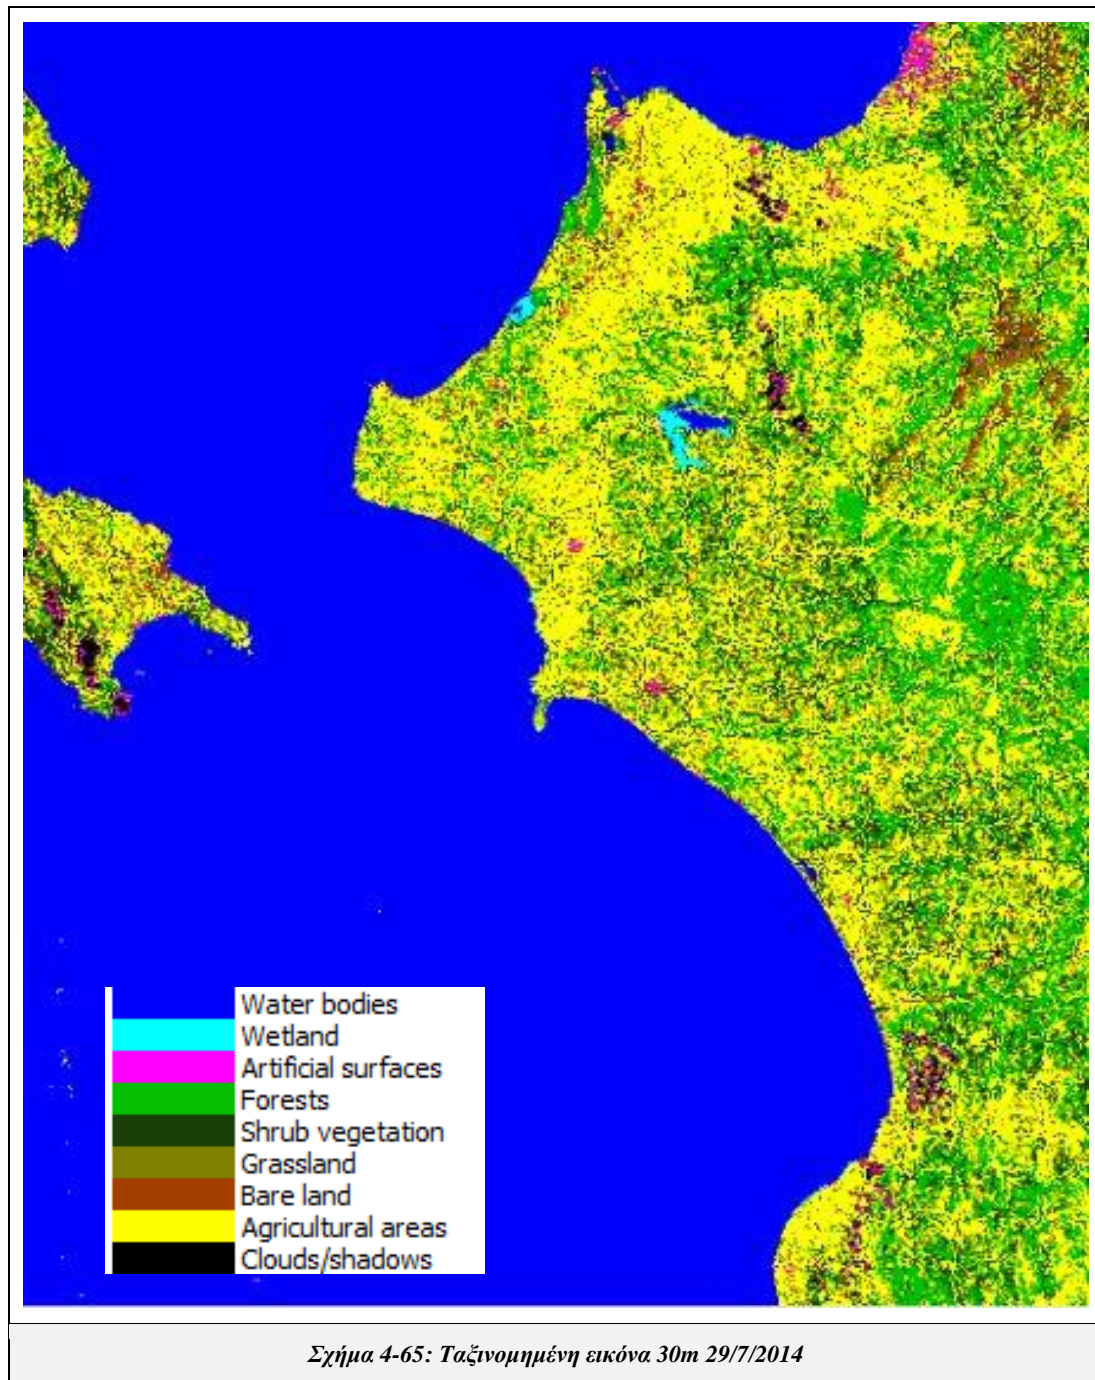 Water bodies
Wetland
Artificial surfaces
Forests
Shrub vegetation
Grassland
Bare land
Agricultural areas
Clouds/shadows
Σχήμα 4-65: Ταξινομημένη εικόνα 30m 29/7/2014